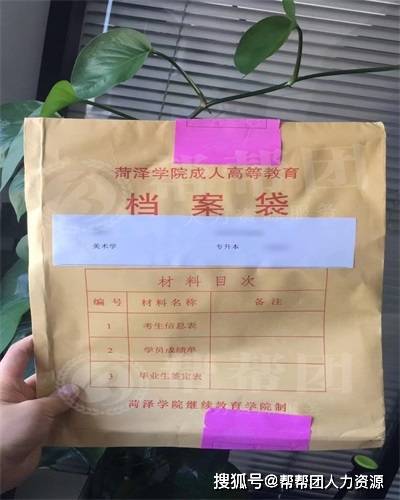 菏泽学院成人高等教育
档案袋
美术学 专升本
材料目次
编号 材料名称 备注
1 考生信息表
2 学员成绩单
3 毕业生鉴定表
菏泽学院继续教育学院制
搜狐号@帮帮团人力资源